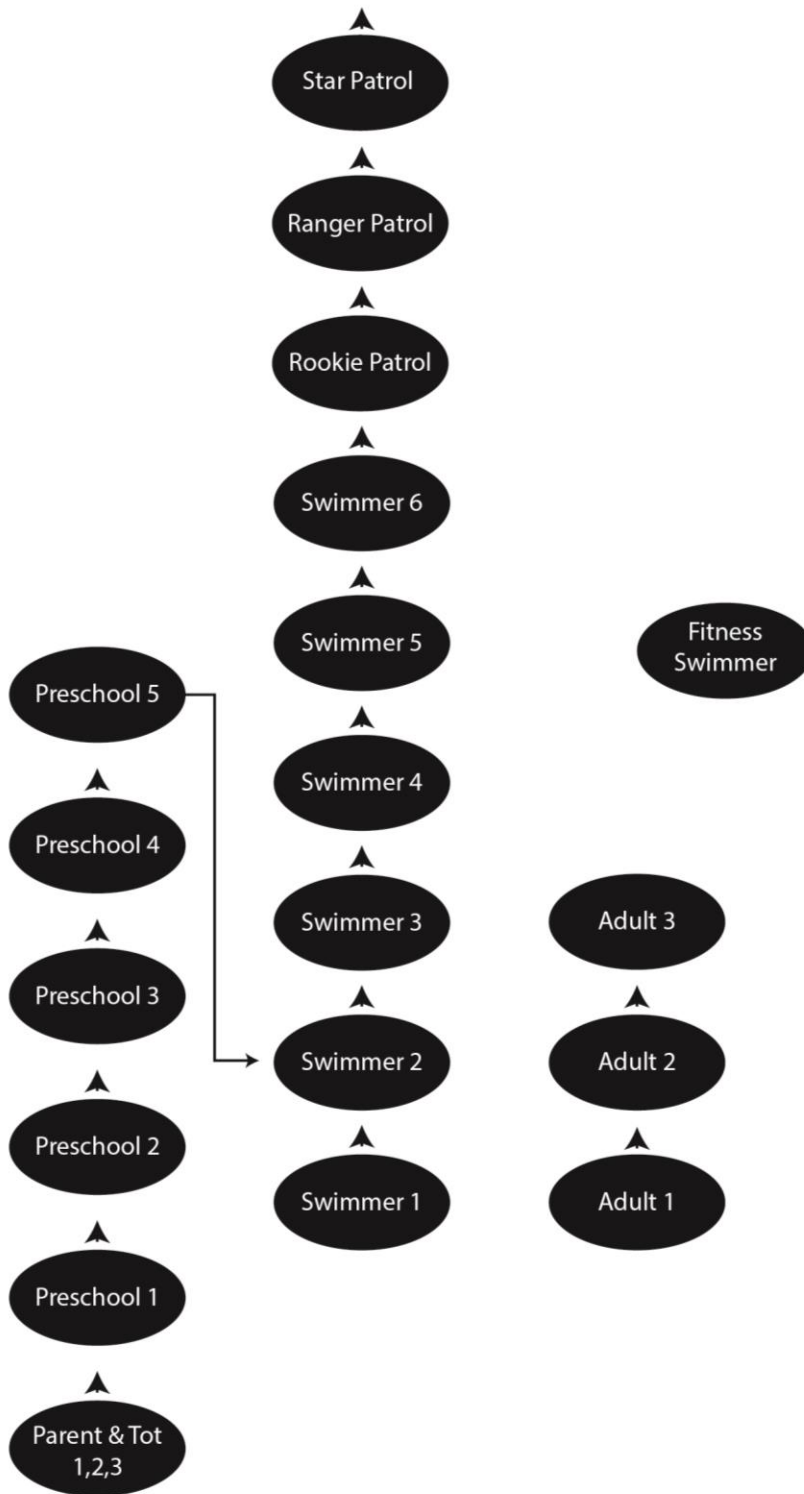 Star Patrol
Ranger Patrol
Rookie Patrol
Swimmer 6
Swimmer 5
Fitness
Swimmer
Preschool 5
Swimmer 4
Preschool 4
Swimmer 3
Adult 3
Preschool 3
Swimmer 2
Adult 2
Preschool 2
Swimmer 1
Adult 1
Preschool 1
Parent & Tot
1,2,3